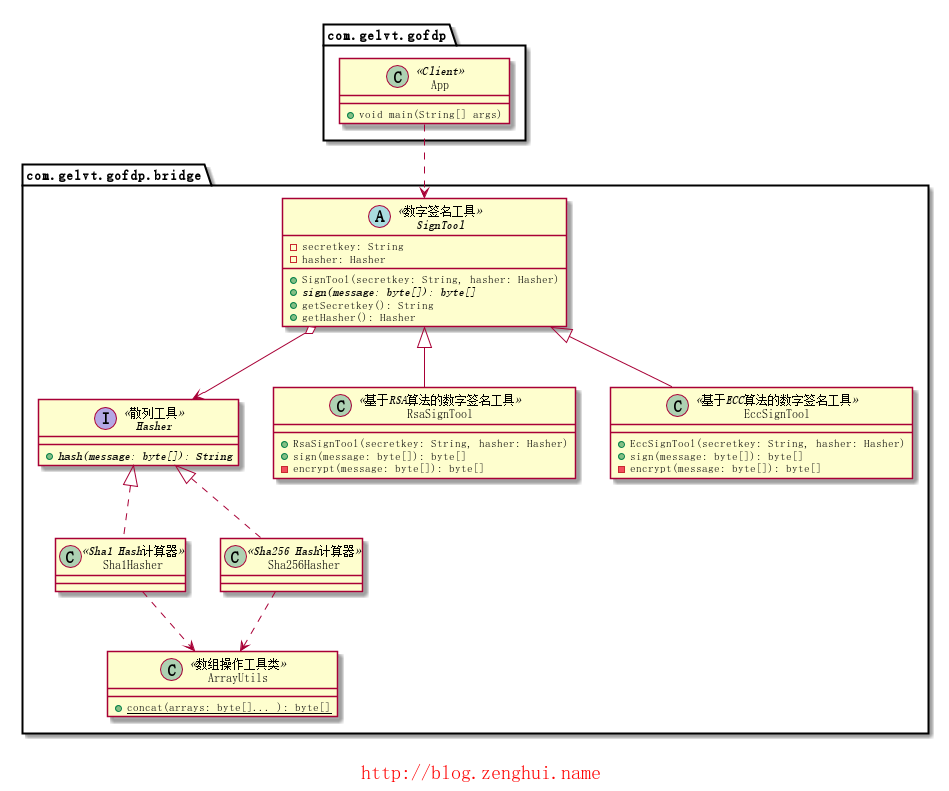 com.gelvt.gofdp
C
«Client»
App
void main(String[] args)
com.gelvt.gofdp.bridge
A
«数字签名工具»
SignTool
secretkey: String
hasher: Hasher
SignTool(secretkey: String, hasher: Hasher)
sign(message: byte[]): byte[]
getSecretkey(): String
getHasher(): Hasher
I
«散列工具»
Hasher
hash(message: byte[]): String
C
«基于RSA算法的数字签名工具»
RsaSignTool
RsaSignTool(secretkey: String, hasher: Hasher)
sign(message: byte[]): byte[]
encrypt(message: byte[]): byte[]
C
«基于ECC算法的数字签名工具»
EccSignTool
EccSignTool(secretkey: String, hasher: Hasher)
sign(message: byte[]): byte[]
encrypt(message: byte[]): byte[]
C
«Sha1 Hash计算器»
Sha1Hasher
C
«Sha256 Hash计算器»
Sha256Hasher
C
«数组操作工具类»
ArrayUtils
concat(arrays: byte[]... ): byte[]
http://blog.zenghui.name